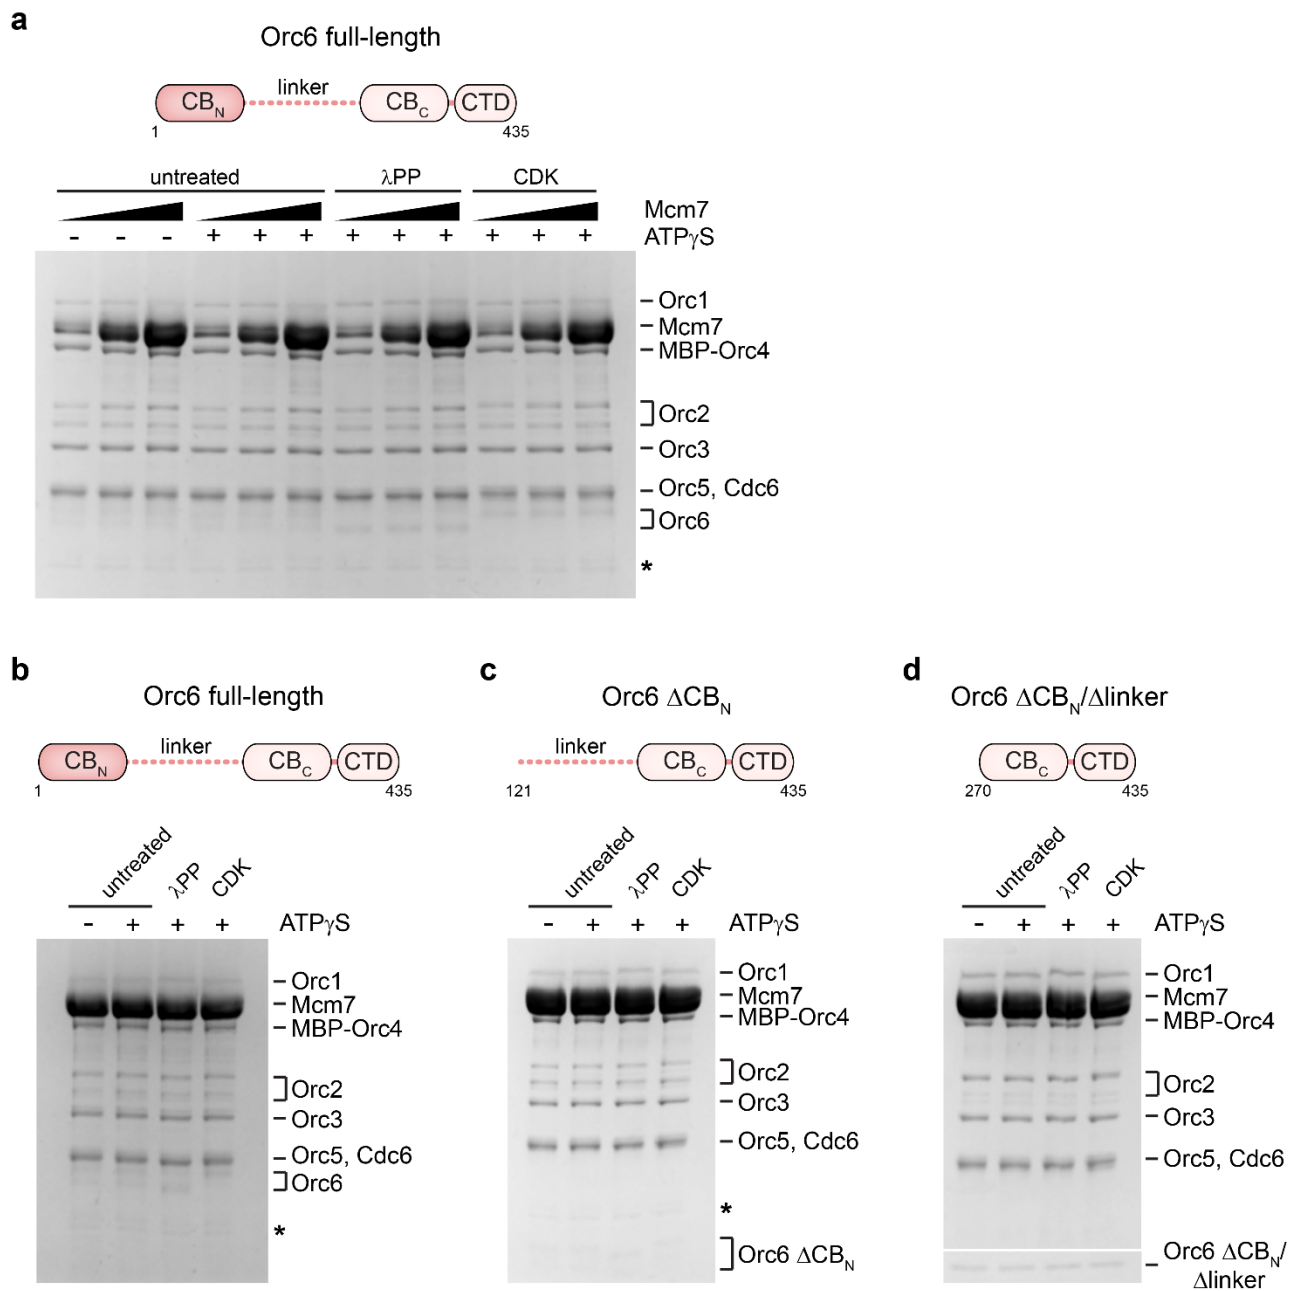 a
Orc6 full-length
linker
CBN CBC CTD
1 435
untreated λPP CDK
Mcm7
- - - + + + + + + + + + ATPγS
Orc1
Mcm7
MBP-Orc4
Orc2
Orc3
Orc5, Cdc6
Orc6
*
b
Orc6 full-length
linker
CBN CBC CTD
1 435
untreated λPP CDK
- + + + ATPγS
Orc1
Mcm7
MBP-Orc4
Orc2
Orc3
Orc5, Cdc6
Orc6
*
c
Orc6 ΔCBN
linker
CBC CTD
121 435
untreated λPP CDK
- + + + ATPγS
Orc1
Mcm7
MBP-Orc4
Orc2
Orc3
Orc5, Cdc6
*
Orc6 ΔCBN
d
Orc6 ΔCBN/Δlinker
CBC CTD
270 435
untreated λPP CDK
- + + + ATPγS
Orc1
Mcm7
MBP-Orc4
Orc2
Orc3
Orc5, Cdc6
Orc6 ΔCBN/
Δlinker